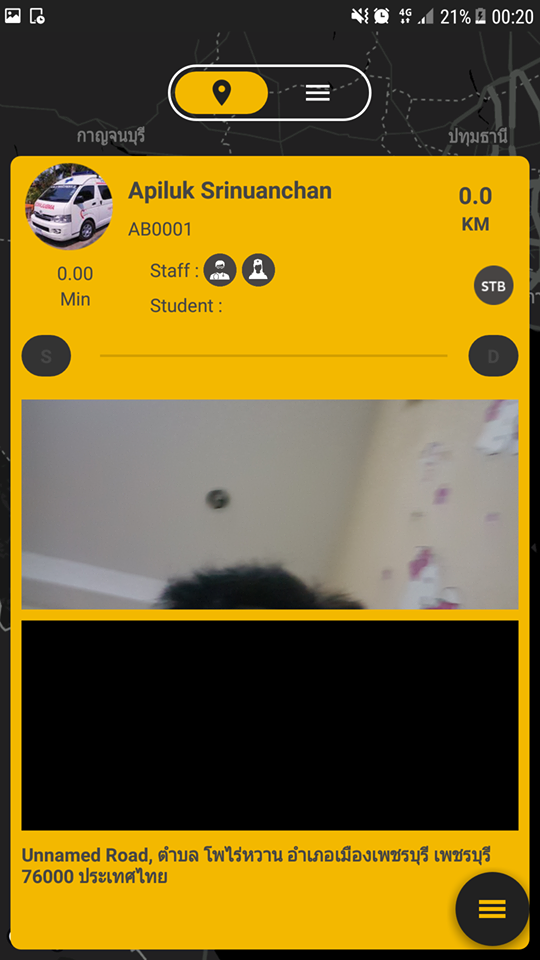 4G 21% 00:20
กาญจนบุรี ปทุมธานี
Apiluk Srinuanchan 0.0
AB0001 KM
0.00 Staff :
Min STB
Student :
S D
Unnamed Road, ตำบล โพไร่หวาน อำเภอเมืองเพชรบุรี เพชรบุรี
76000 ประเทศไทย